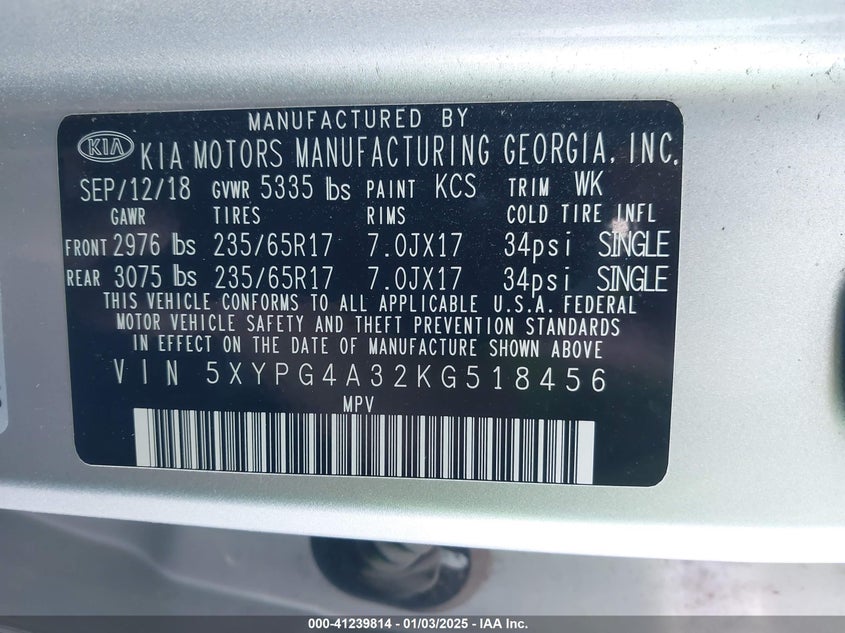 MANUFACTURED BY
KIA KIA MOTORS MANUFACTURING GEORGIA, INC.
SEP/12/18 GVWR 5335 lbs PAINT KCS TRIM WK
GAWR TIRES RIMS COLD TIRE INFL
FRONT 2976 lbs 235/65R17 7.0JX17 34psi SINGLE
REAR 3075 lbs 235/65R17 7.0JX17 34psi SINGLE
THIS VEHICLE CONFORMS TO ALL APPLICABLE U.S.A. FEDERAL
MOTOR VEHICLE SAFETY AND THEFT PREVENTION STANDARDS
IN EFFECT ON THE DATE OF MANUFACTURE SHOWN ABOVE
VIN 5XYPG4A32KG518456
MPV
000-41239814 - 01/03/2025 - IAA Inc.